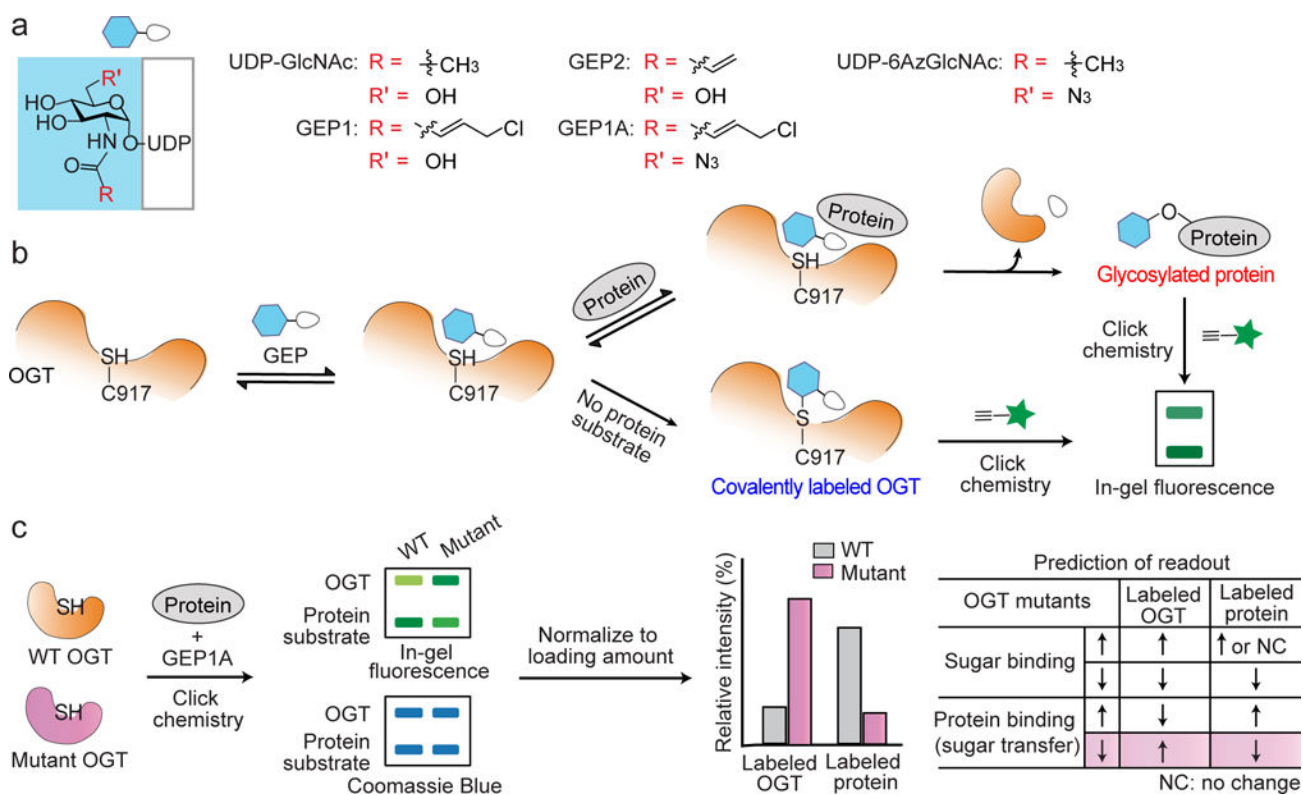 a
UDP-GlcNAc: R = CH3
R' = OH
GEP2: R =
R' = OH
UDP-6AzGlcNAc: R = CH3
R' = N3
GEP1: R = Cl
R' = OH
GEP1A: R = Cl
R' = N3
R'
HO
HO
O
NH
O
O
UDP
R
b
OGT
SH
C917
GEP
SH
C917
Protein
No protein
substrate
Protein
SH
C917
O
Protein
Glycosylated protein
Click
chemistry
S
C917
Covalently labeled OGT
Click
chemistry
In-gel fluorescence
c
SH
WT OGT
SH
Mutant OGT
Protein
+
GEP1A
Click
chemistry
WT Mutant
OGT
Protein
substrate
In-gel
fluorescence
OGT
Protein
substrate
Coomassie Blue
Normalize to
loading amount
Relative intensity (%)
WT
Mutant
Labeled
OGT
Labeled
protein
Prediction of readout
OGT mutants
Labeled
OGT
Labeled
protein
Sugar binding
↑ ↑ ↑ or NC
↓ ↓ ↓
Protein binding
(sugar transfer)
↑ ↓ ↑
↓ ↑ ↓
NC: no change